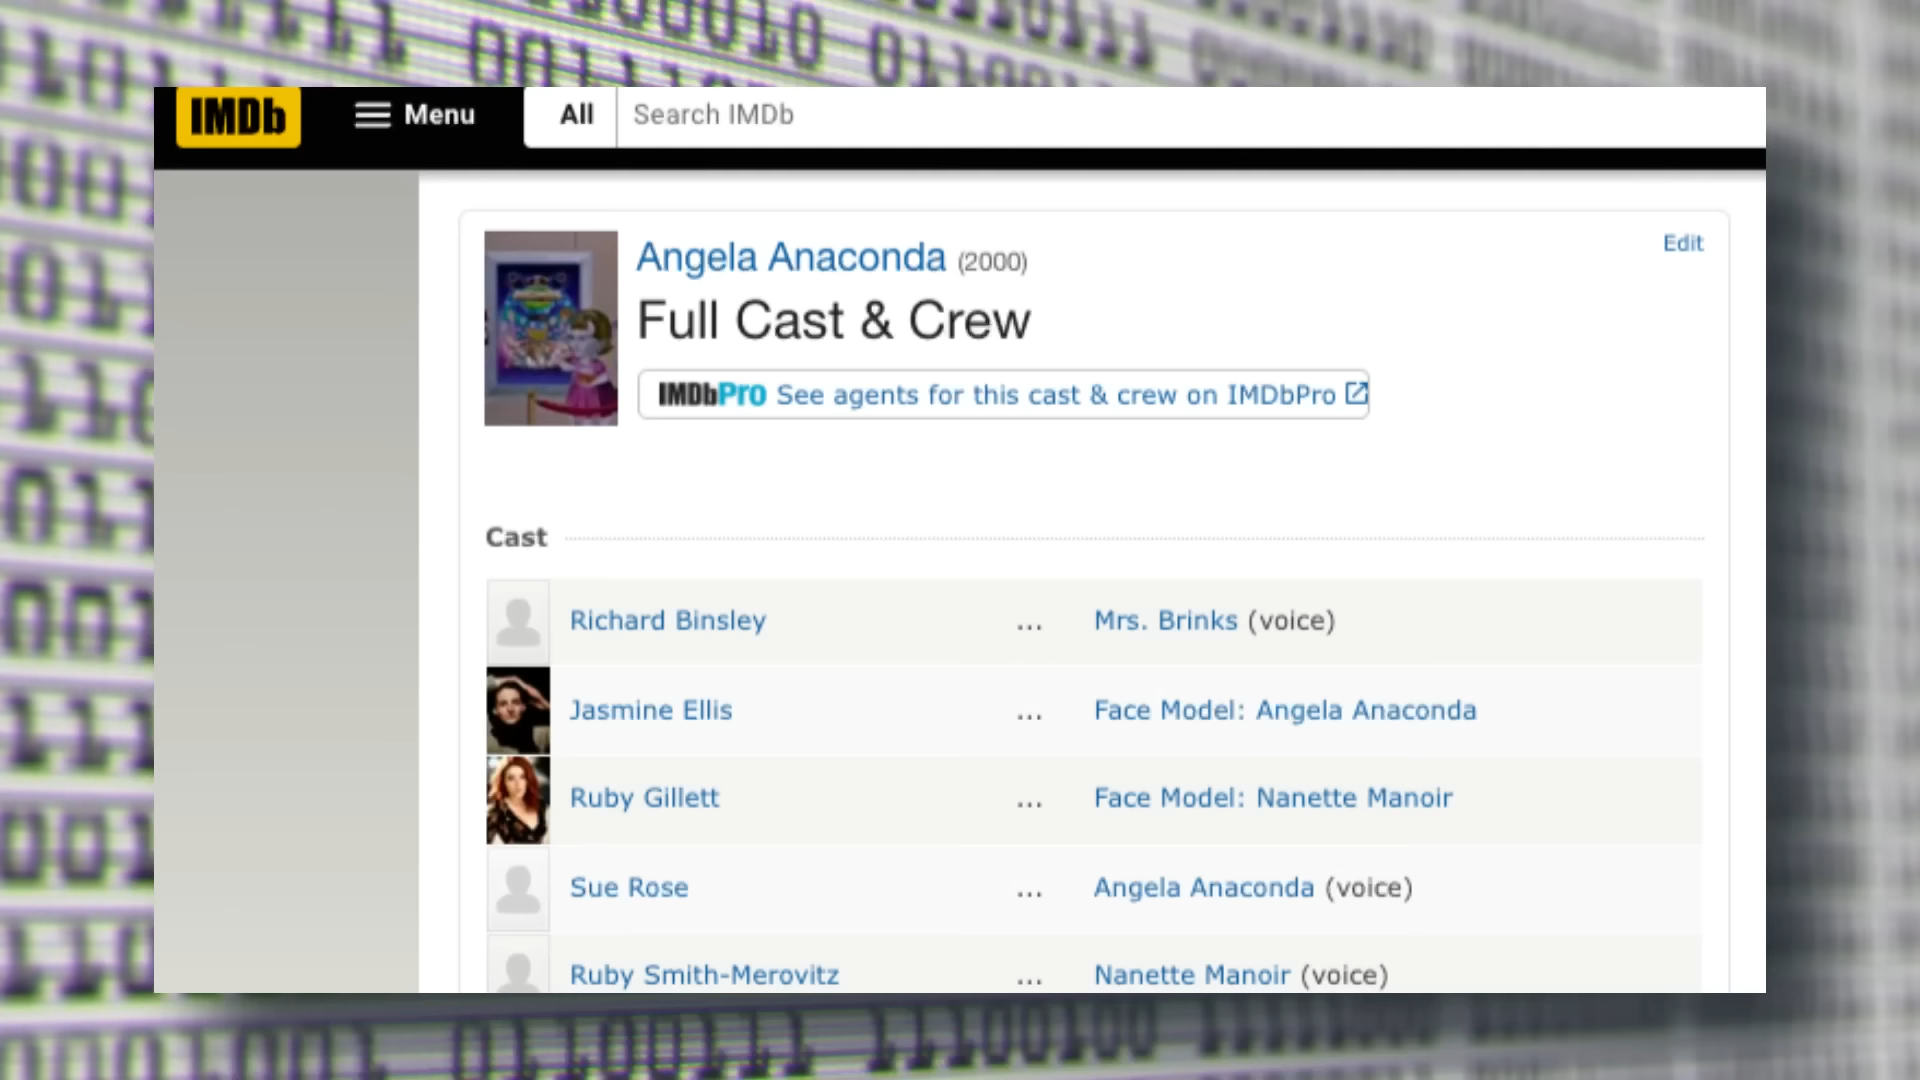 IMDb Menu All Search IMDb
Angela Anaconda (2000)
Edit
Full Cast & Crew
IMDbPro See agents for this cast & crew on IMDbPro
Cast
Richard Binsley ... Mrs. Brinks (voice)
Jasmine Ellis ... Face Model: Angela Anaconda
Ruby Gillett ... Face Model: Nanette Manoir
Sue Rose ... Angela Anaconda (voice)
Ruby Smith-Merovitz ... Nanette Manoir (voice)